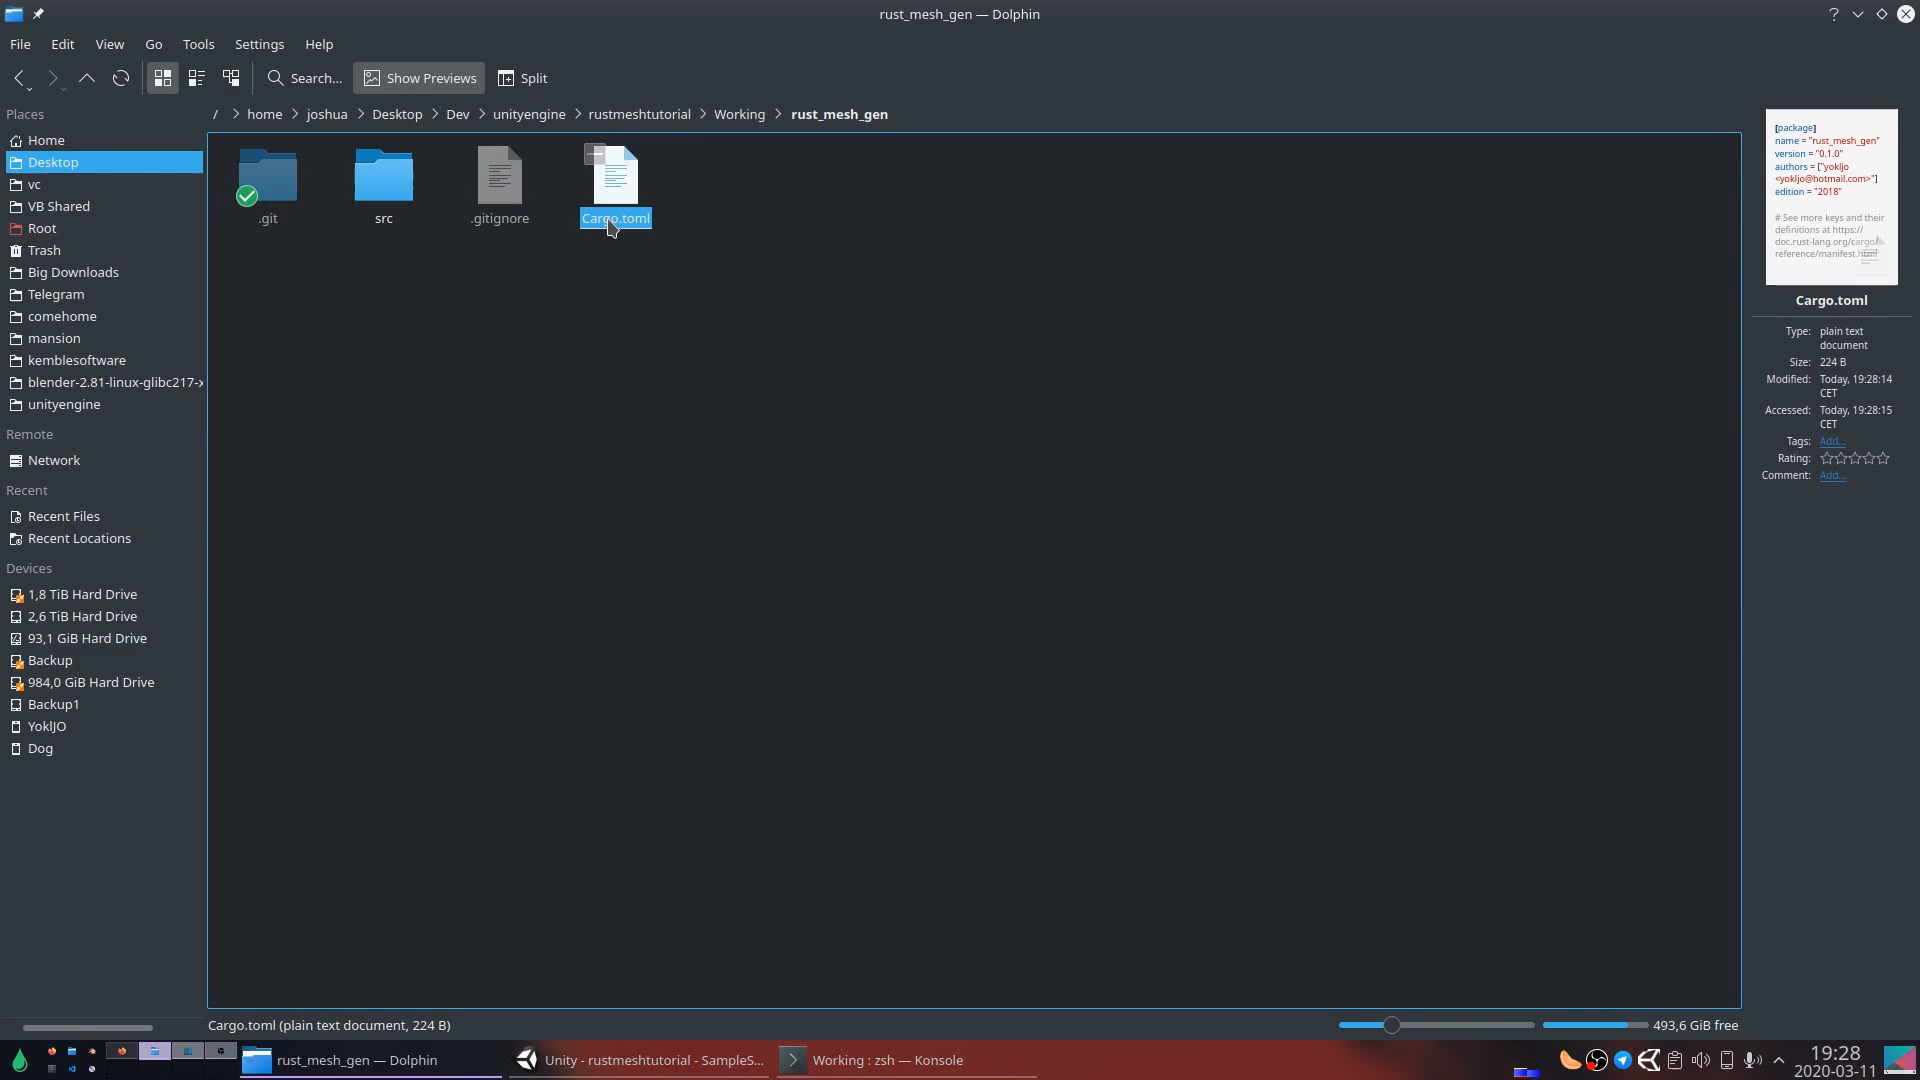 rust_mesh_gen — Dolphin
File Edit View Go Tools Settings Help
Search... Show Previews Split
Places
/ > home > joshua > Desktop > Dev > unityengine > rustmeshtutorial > Working > rust_mesh_gen
Home
Desktop
vc
VB Shared
Root
Trash
Big Downloads
Telegram
comehome
mansion
kemblesoftware
blender-2.81-linux-glibc217-x
unityengine
Remote
Network
Recent
Recent Files
Recent Locations
Devices
1,8 TiB Hard Drive
2,6 TiB Hard Drive
93,1 GiB Hard Drive
Backup
984,0 GiB Hard Drive
Backup1
YoklJO
Dog
.git src .gitignore Cargo.toml
[package]
name = "rust_mesh_gen"
version = "0.1.0"
authors = ["yokljo
<yokljo@hotmail.com>"]
edition = "2018"
# See more keys and their
definitions at https://
doc.rust-lang.org/cargo/
reference/manifest.html
Cargo.toml
Type: plain text
document
Size: 224 B
Modified: Today, 19:28:14
CET
Accessed: Today, 19:28:15
CET
Tags: Add...
Rating:
Comment: Add...
Cargo.toml (plain text document, 224 B)
493,6 GiB free
rust_mesh_gen — Dolphin
Unity - rustmeshtutorial - SampleS...
Working : zsh — Konsole
19:28
2020-03-11